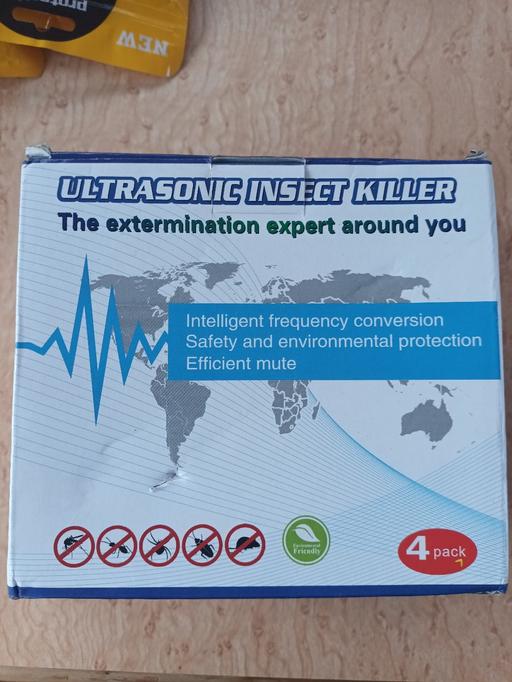 NEW
ULTRASONIC INSECT KILLER
The extermination expert around you
Intelligent frequency conversion
Safety and environmental protection
Efficient mute
Environmental
Friendly
4 pack